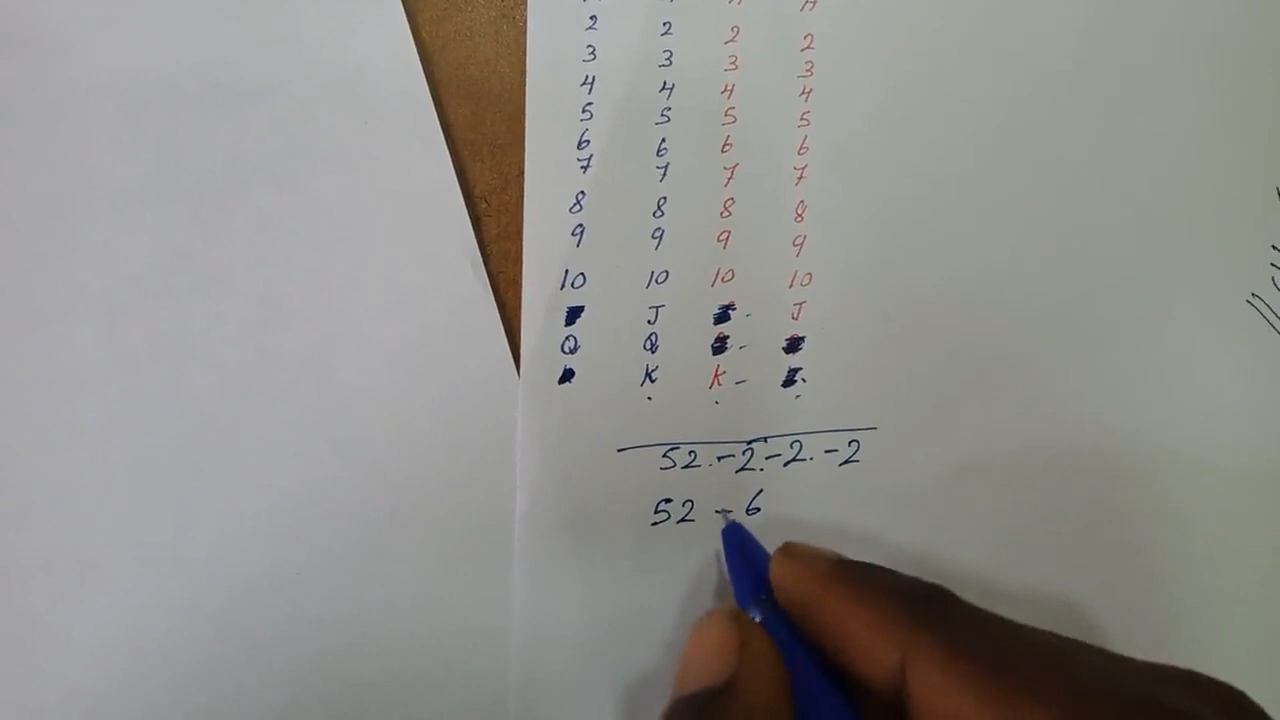 2 2 2 2
3 3 3 3
4 4 4 4
5 5 5 5
6 6 6 6
7 7 7 7
8 8 8 8
9 9 9 9
10 10 10 10
J J
Q Q
K K -
52.-2.-2.-2
52 - 6